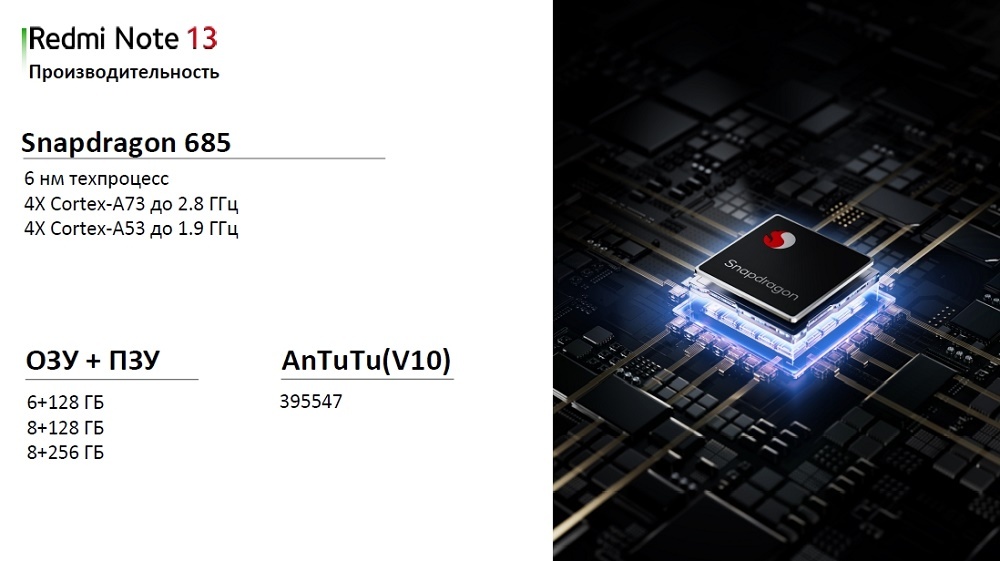 Redmi Note 13
Производительность
Snapdragon 685
6 нм техпроцесс
4X Cortex-A73 до 2.8 ГГц
4X Cortex-A53 до 1.9 ГГц
ОЗУ + ПЗУ
6+128 ГБ
8+128 ГБ
8+256 ГБ
AnTuTu(V10)
395547
Snapdragon